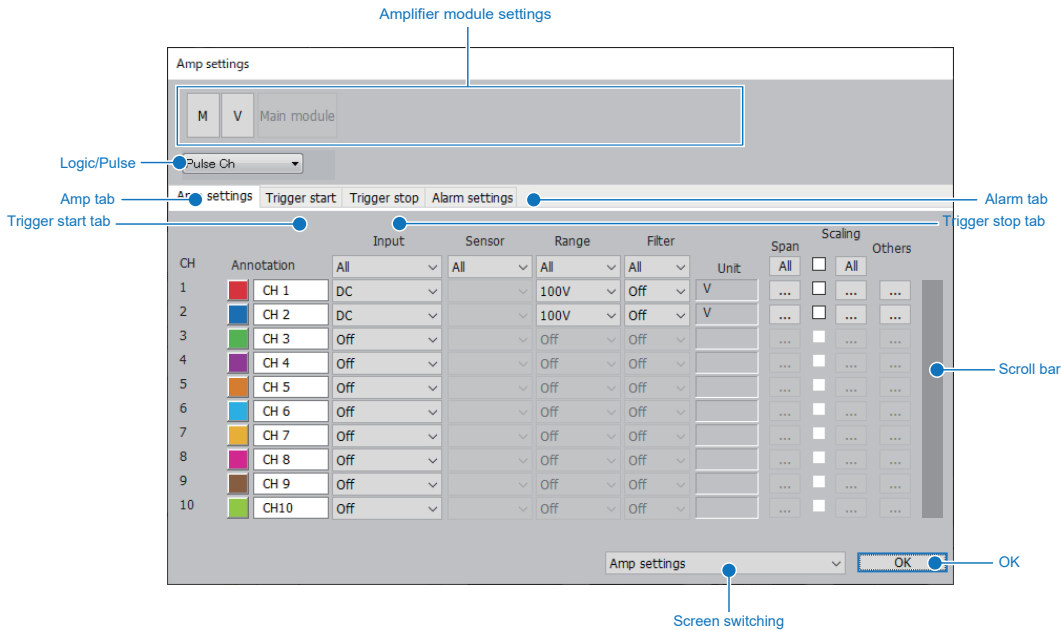 Amplifier module settings
Amp settings
M V Main module
Logic/Pulse
Pulse Ch
Amp tab
Amp settings Trigger start Trigger stop Alarm settings
Alarm tab
Trigger start tab
Trigger stop tab
Input Sensor Range Filter Span Scaling Others
CH Annotation All All All All Unit All All
1 CH 1 DC 100V Off V ... ... ...
2 CH 2 DC 100V Off V ... ... ...
3 CH 3 Off Off Off ... ... ...
4 CH 4 Off Off Off ... ... ...
5 CH 5 Off Off Off ... ... ...
Scroll bar
6 CH 6 Off Off Off ... ... ...
7 CH 7 Off Off Off ... ... ...
8 CH 8 Off Off Off ... ... ...
9 CH 9 Off Off Off ... ... ...
10 CH10 Off Off Off ... ... ...
Amp settings OK
OK
Screen switching